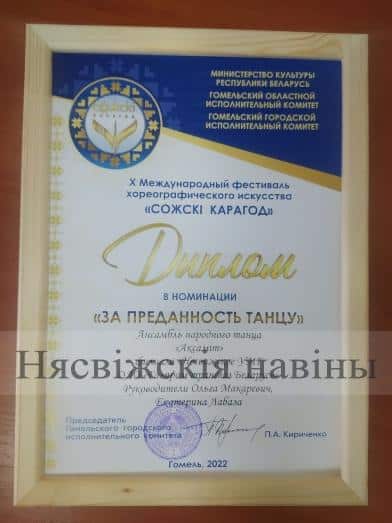 МИНИСТЕРСТВО КУЛЬТУРЫ
РЕСПУБЛИКИ БЕЛАРУСЬ
ГОМЕЛЬСКИЙ ОБЛАСТНОЙ
ИСПОЛНИТЕЛЬНЫЙ КОМИТЕТ
ГОМЕЛЬСКИЙ ГОРОДСКОЙ
ИСПОЛНИТЕЛЬНЫЙ КОМИТЕТ
X Международный фестиваль
хореографического искусства
«СОЖСКІ КАРАГОД»
Диплом
В НОМИНАЦИИ
«ЗА ПРЕДАННОСТЬ ТАНЦУ»
Ансамбль народного танца
«Аксамит»
Нясвіжскія навіны
Руководители Ольга Макаревич,
Екатерина Лавала
Председатель
Гомельского городского
исполнительного комитета
П.А. Кириченко
Гомель, 2022